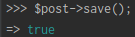 >>> $post->save();
=> true